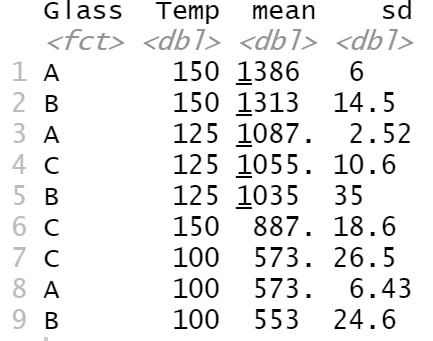 Glass Temp mean sd
<fct> <dbl> <dbl> <dbl>
1 A 150 1386 6
2 B 150 1313 14.5
3 A 125 1087. 2.52
4 C 125 1055. 10.6
5 B 125 1035 35
6 C 150 887. 18.6
7 C 100 573. 26.5
8 A 100 573. 6.43
9 B 100 553 24.6